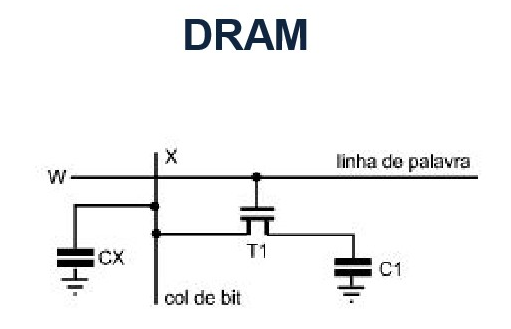 DRAM
X
linha de palavra
W
T1
CX
C1
col de bit